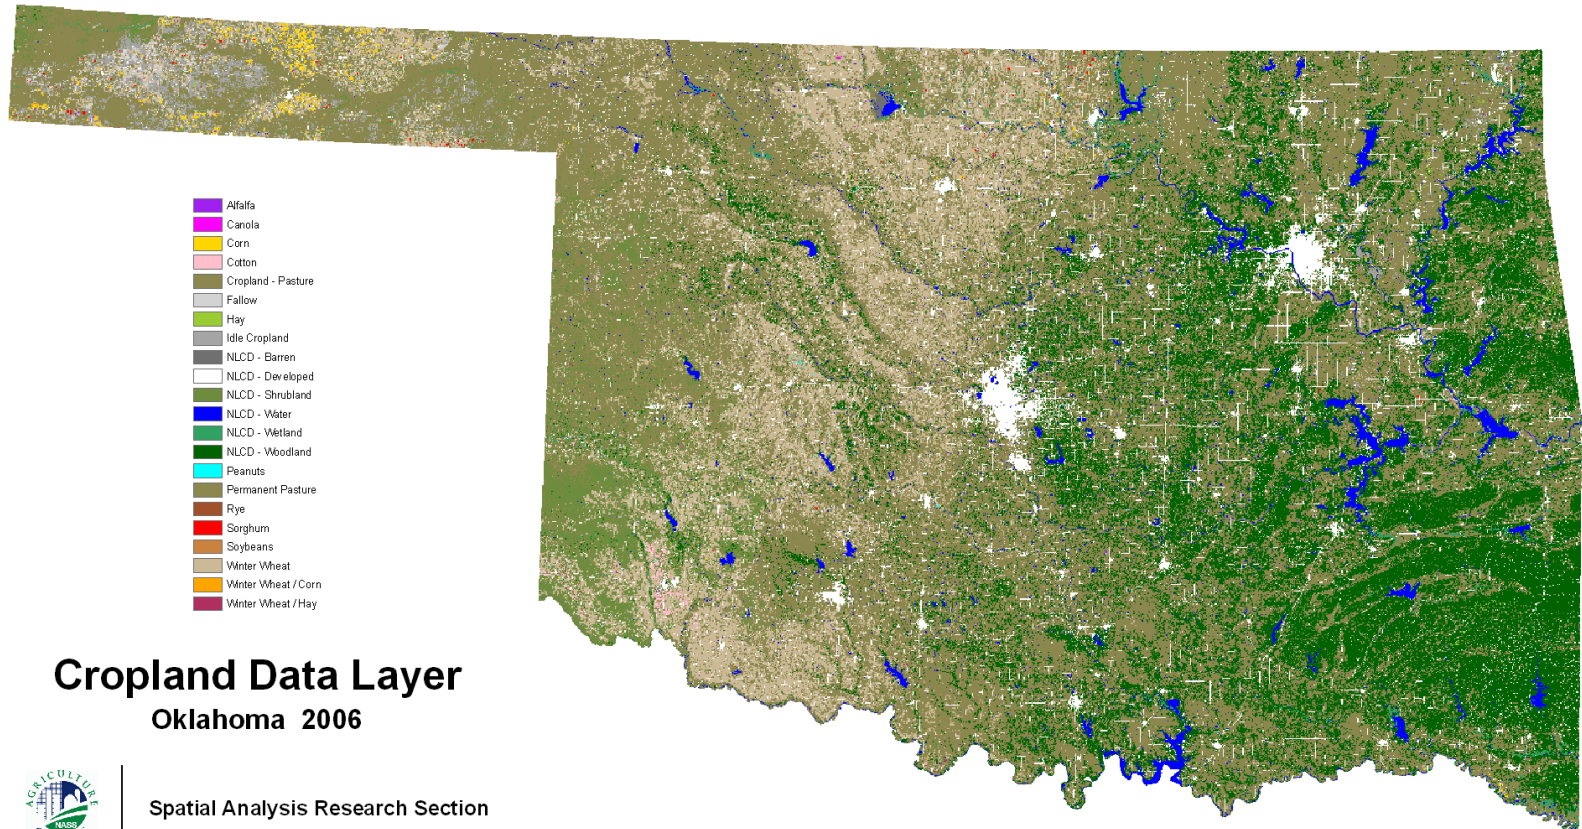 Alfalfa
Canola
Corn
Cotton
Cropland - Pasture
Fallow
Hay
Idle Cropland
NLCD - Barren
NLCD - Developed
NLCD - Shrubland
NLCD - Water
NLCD - Wetland
NLCD - Woodland
Peanuts
Permanent Pasture
Rye
Sorghum
Soybeans
Winter Wheat
Winter Wheat / Corn
Winter Wheat / Hay
Cropland Data Layer
Oklahoma 2006
AGRICULTURE
NASS
Spatial Analysis Research Section